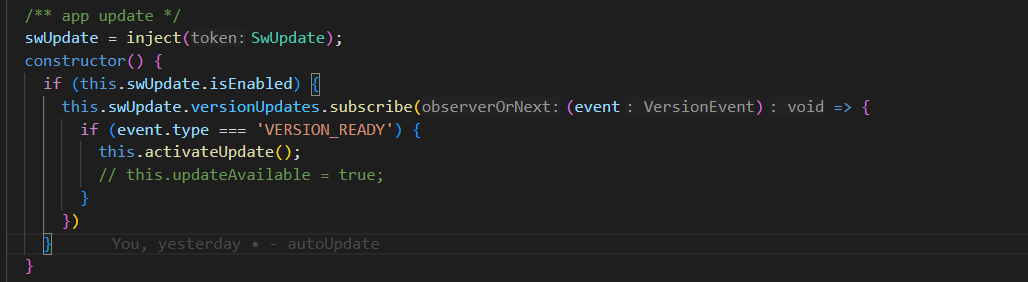 /** app update */
swUpdate = inject(token: SwUpdate);
constructor() {
if (this.swUpdate.isEnabled) {
this.swUpdate.versionUpdates.subscribe(observerOrNext: (event : VersionEvent) : void => {
if (event.type === 'VERSION_READY') {
this.activateUpdate();
// this.updateAvailable = true;
}
})
} You, yesterday • - autoUpdate
}